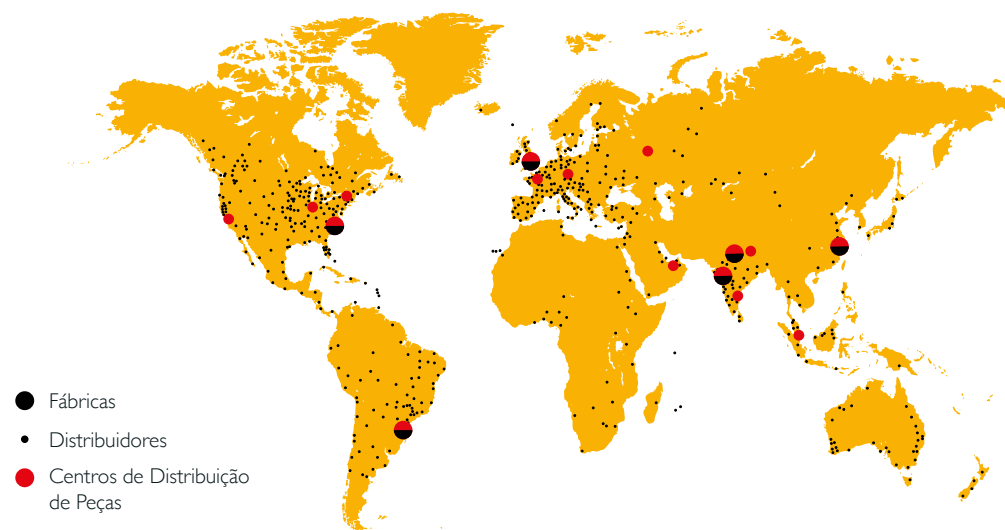 Fábricas
Distribuidores
Centros de Distribuição
de Peças